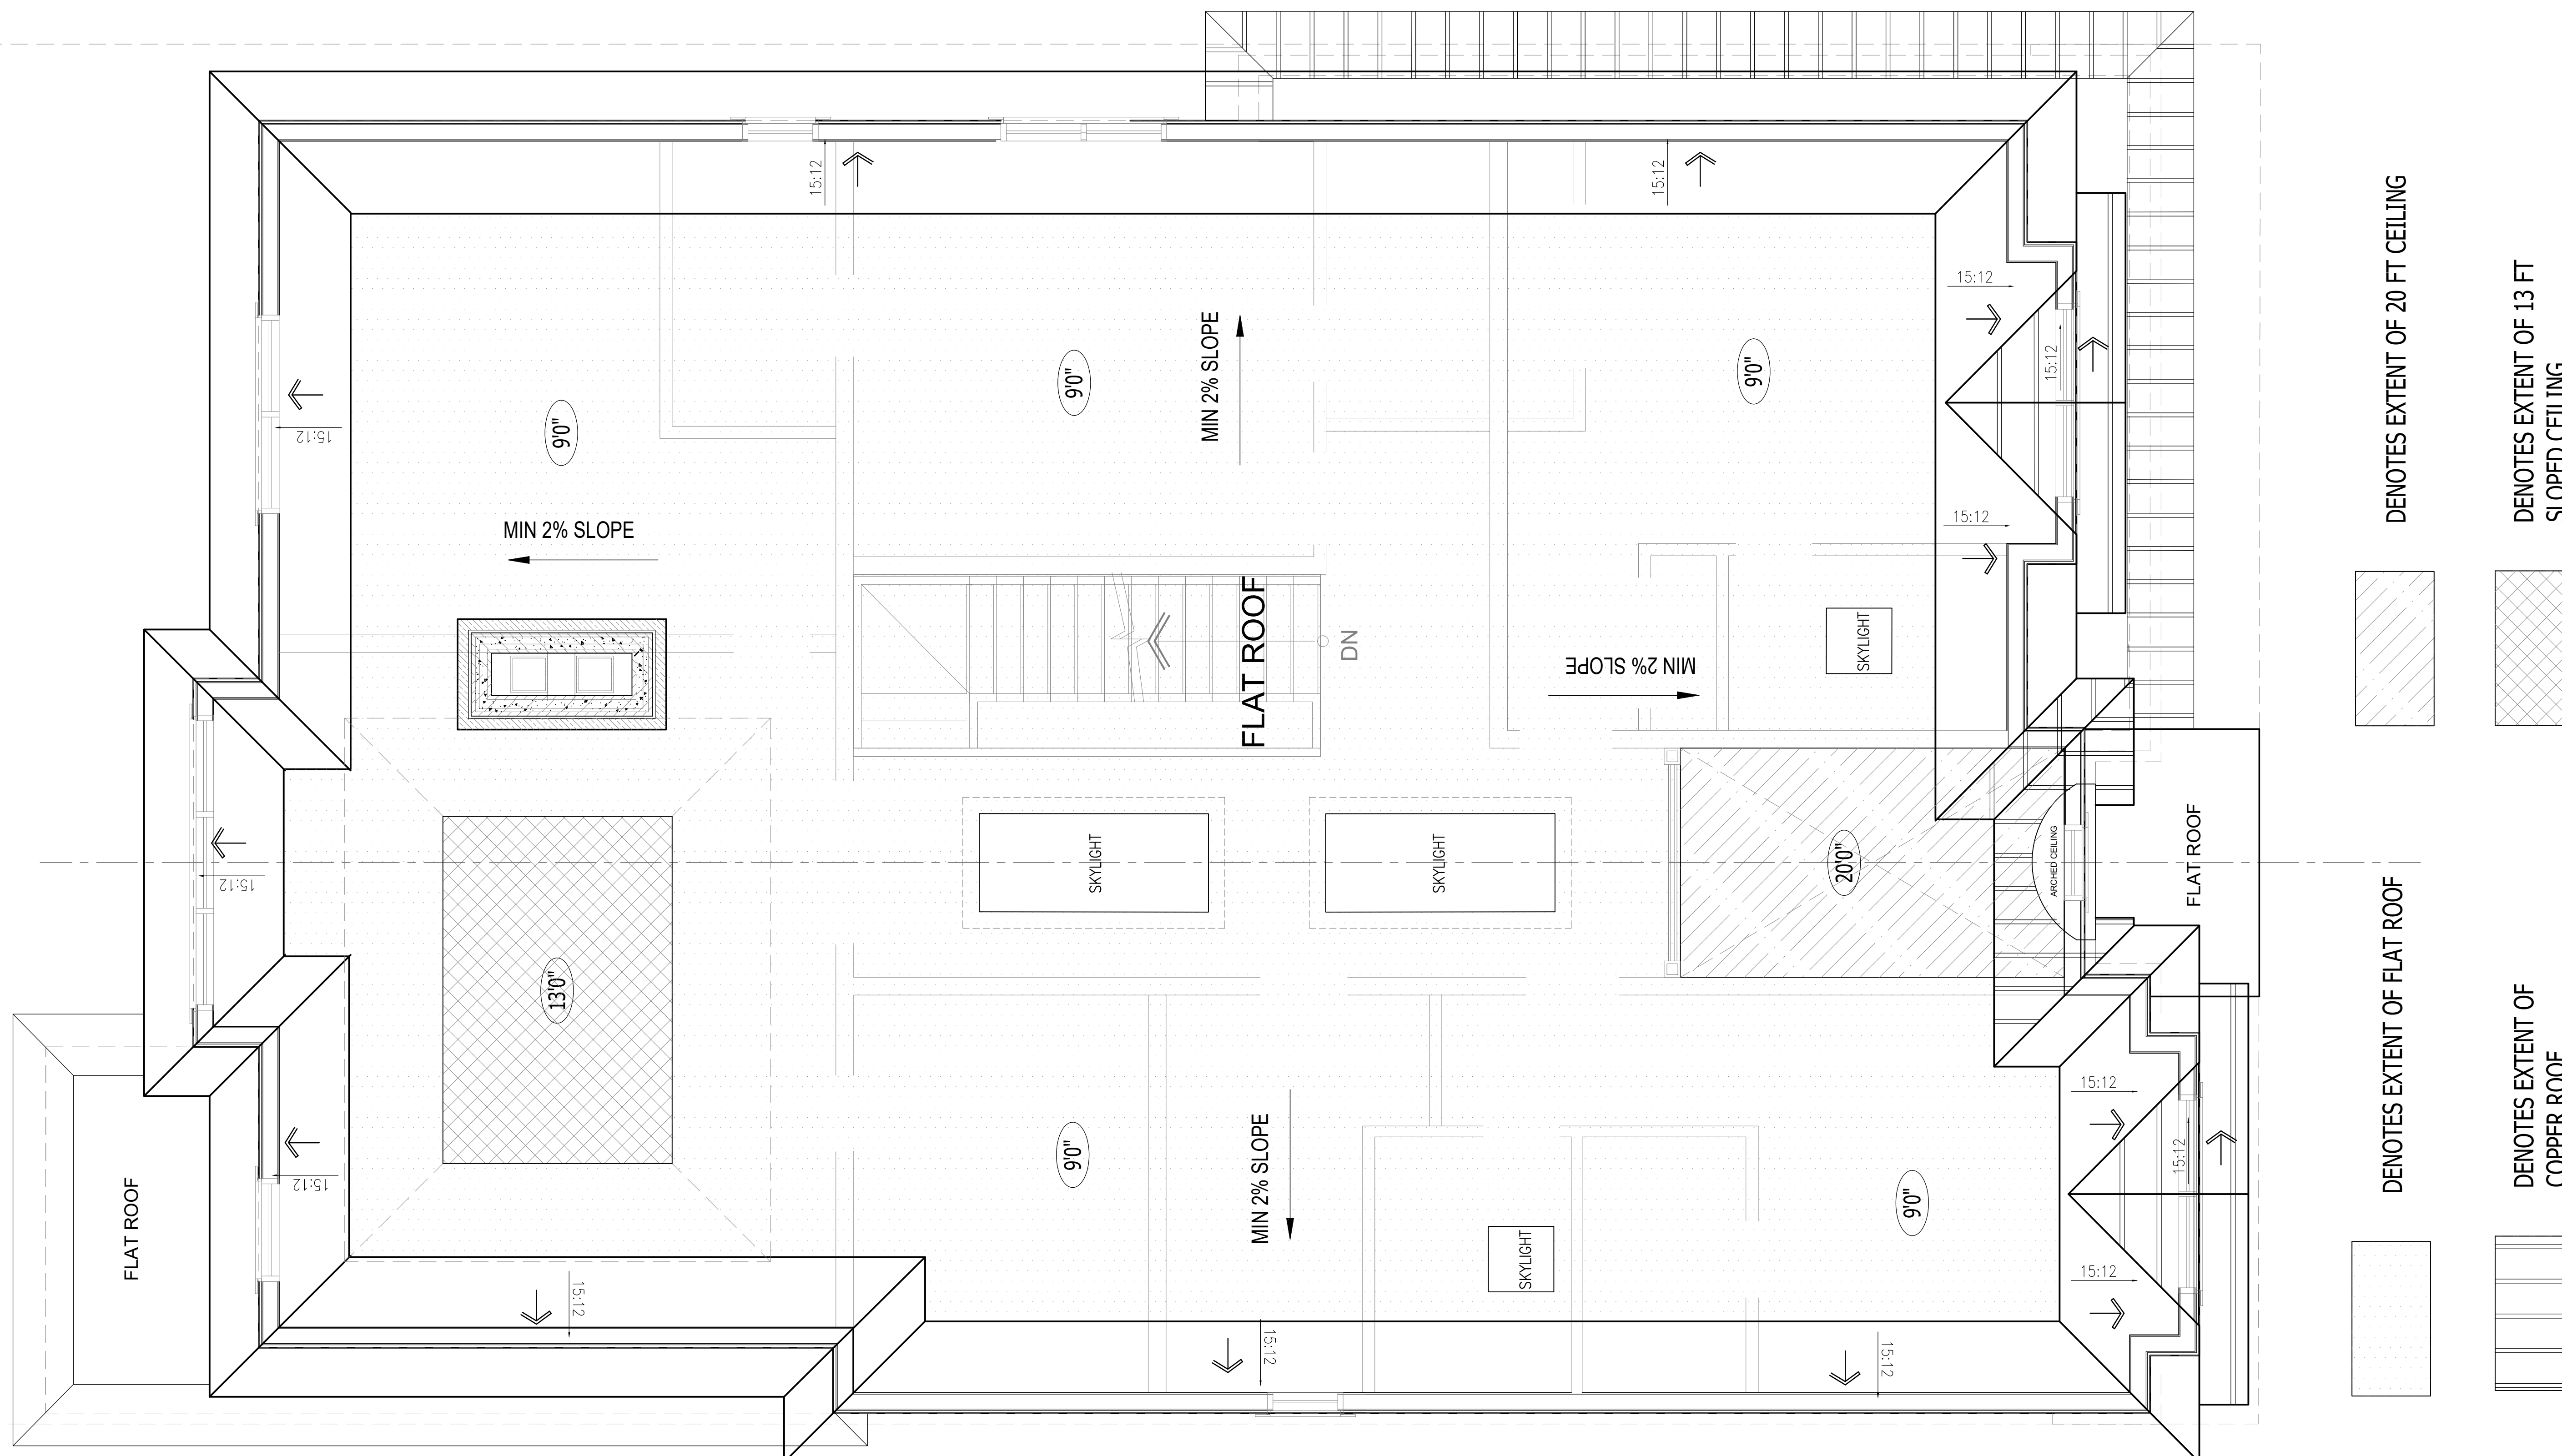 15:12
15:12
15:12
15:12
15:12
15:12
9'0"
9'0"
9'0"
MIN 2% SLOPE
MIN 2% SLOPE
FLAT ROOF
DN
MIN 2% SLOPE
SKYLIGHT
15:12
SKYLIGHT
SKYLIGHT
20'0"
ARCHED CEILING
FLAT ROOF
13'0"
FLAT ROOF
15:12
9'0"
MIN 2% SLOPE
SKYLIGHT
9'0"
15:12
15:12
15:12
15:12
15:12
15:12
DENOTES EXTENT OF 20 FT CEILING
DENOTES EXTENT OF 13 FT
SLOPED CEILING
DENOTES EXTENT OF FLAT ROOF
DENOTES EXTENT OF
COPPER ROOF